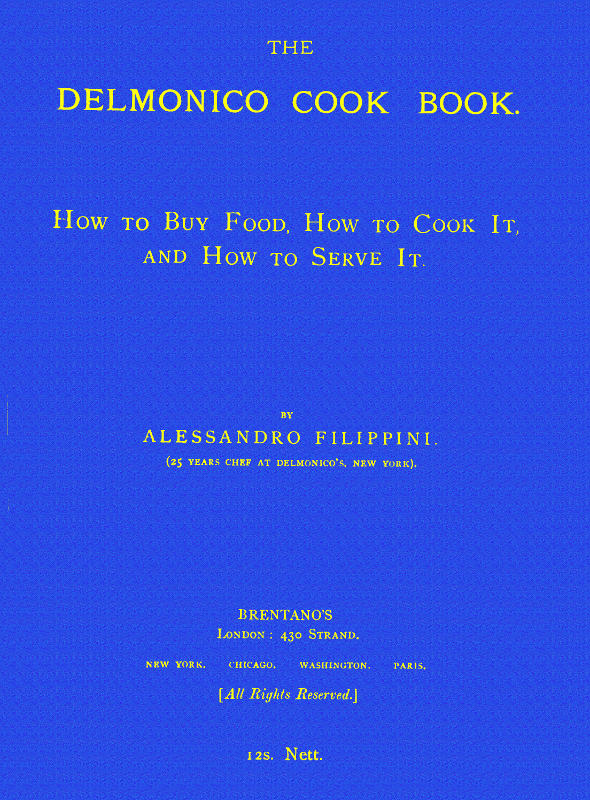 THE
DELMONICO COOK BOOK.
HOW TO BUY FOOD, HOW TO COOK IT,
AND HOW TO SERVE IT.
BY
ALESSANDRO FILIPPINI.
(25 YEARS CHEF AT DELMONICO'S, NEW YORK).
BRENTANO'S
LONDON: 430 STRAND.
NEW YORK. CHICAGO. WASHINGTON. PARIS.
[All Rights Reserved.]
12S. Nett.